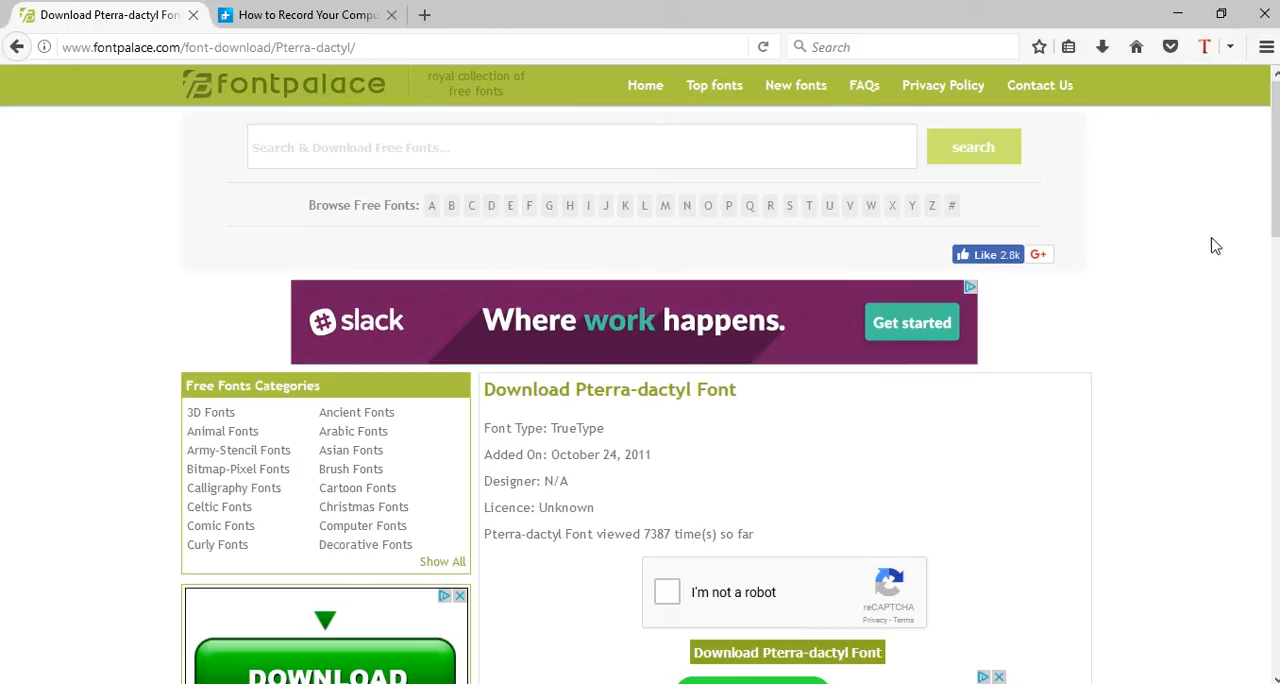 Download Pterra-dactyl Fon
How to Record Your Compu
www.fontpalace.com/font-download/Pterra-dactyl/
Search
fontpalace
royal collection of
free fonts
Home Top fonts New fonts FAQs Privacy Policy Contact Us
Search & Download Free Fonts...
search
Browse Free Fonts: A B C D E F G H I J K L M N O P Q R S T U V W X Y Z #
Like 2.8k G+
slack Where work happens. Get started
Free Fonts Categories
3D Fonts Ancient Fonts
Animal Fonts Arabic Fonts
Army-Stencil Fonts Asian Fonts
Bitmap-Pixel Fonts Brush Fonts
Calligraphy Fonts Cartoon Fonts
Celtic Fonts Christmas Fonts
Comic Fonts Computer Fonts
Curly Fonts Decorative Fonts
Show All
DOWNLOAD
Download Pterra-dactyl Font
Font Type: TrueType
Added On: October 24, 2011
Designer: N/A
Licence: Unknown
Pterra-dactyl Font viewed 7387 time(s) so far
I'm not a robot
reCAPTCHA
Privacy - Terms
Download Pterra-dactyl Font